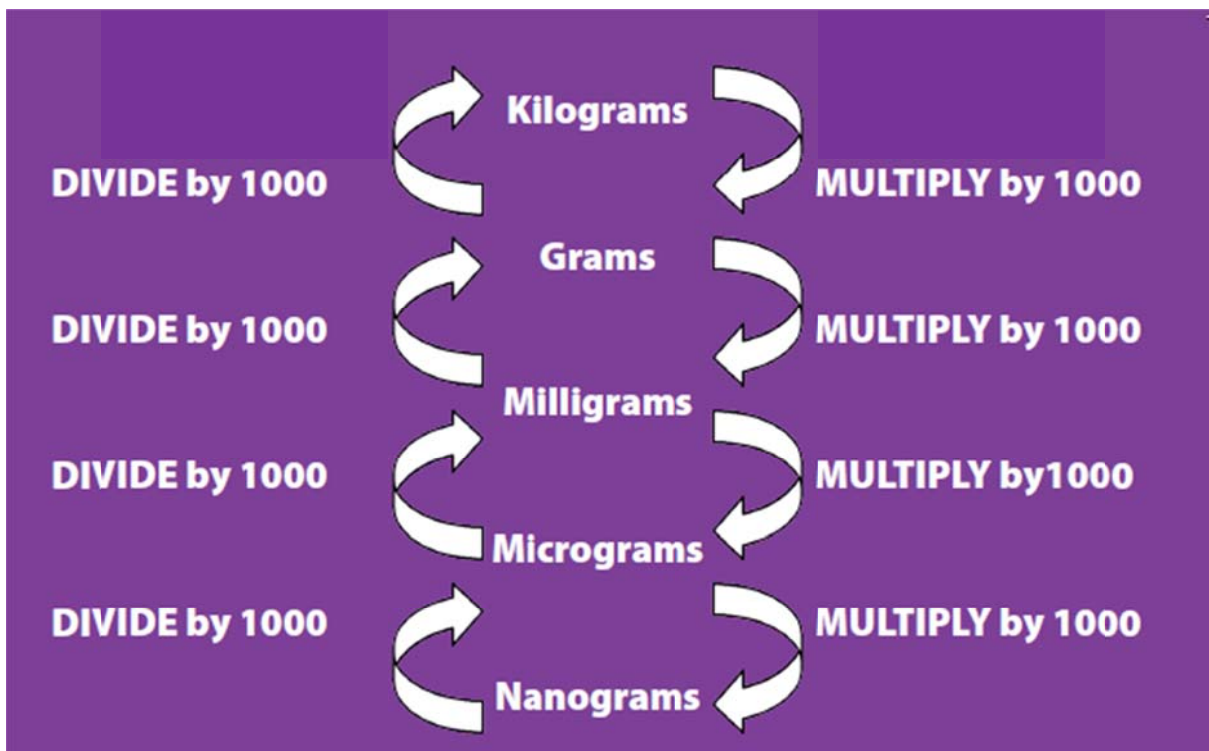 Kilograms
DIVIDE by 1000
MULTIPLY by 1000
Grams
DIVIDE by 1000
MULTIPLY by 1000
Milligrams
DIVIDE by 1000
MULTIPLY by1000
Micrograms
DIVIDE by 1000
MULTIPLY by 1000
Nanograms